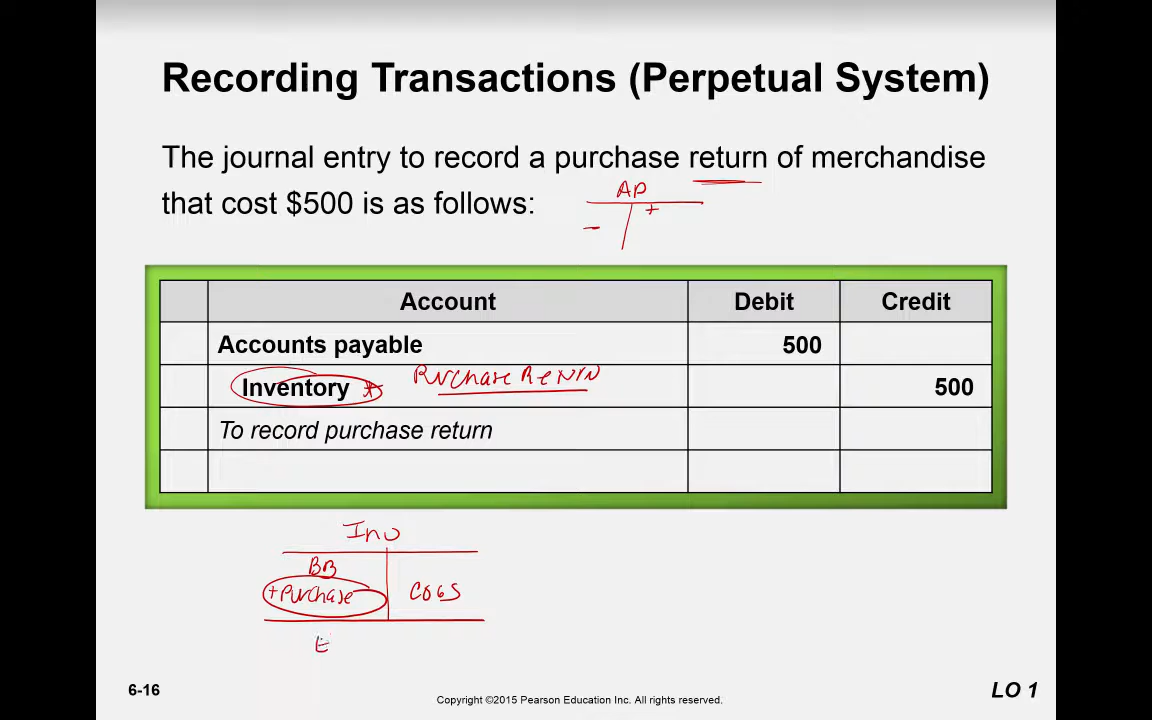 Recording Transactions (Perpetual System)
The journal entry to record a purchase return of merchandise
that cost $500 is as follows:
AP
- +
Account Debit Credit
Accounts payable 500
Inventory * Purchase Return 500
To record purchase return
Inv
BB
+Purchase COGS
E
6-16
Copyright ©2015 Pearson Education Inc. All rights reserved.
LO 1